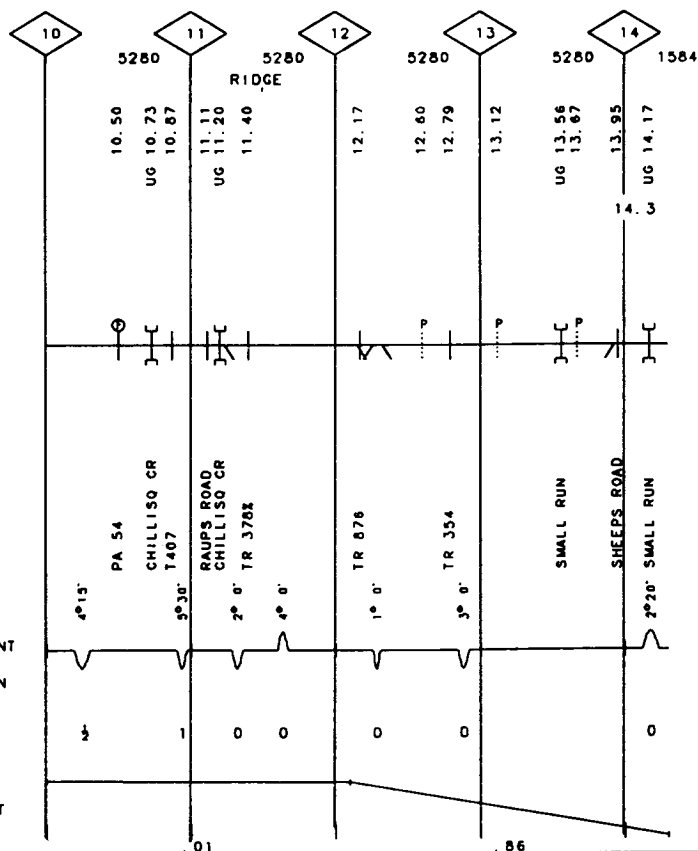 10 11 12 13 14
5280 5280 5280 5280 1584
RIDGE
10.50
UG 10.73
10.87
11.11
UG 11.20
11.40
12.17
12.60
12.79
13.12
UG 13.56
13.67
13.95
UG 14.17
14.3
P P P P
PA 54
CHILLISQ CR
T407
RAUPS ROAD
CHILLISQ CR
TR 378%
TR 876
TR 354
SMALL RUN
SHEEPS ROAD
SMALL RUN
4°15'
5°30'
2° 0'
4° 0'
1° 0'
3° 0'
2°20'
NT
N
½ 1 0 0 0 0 0
T
.01 .86